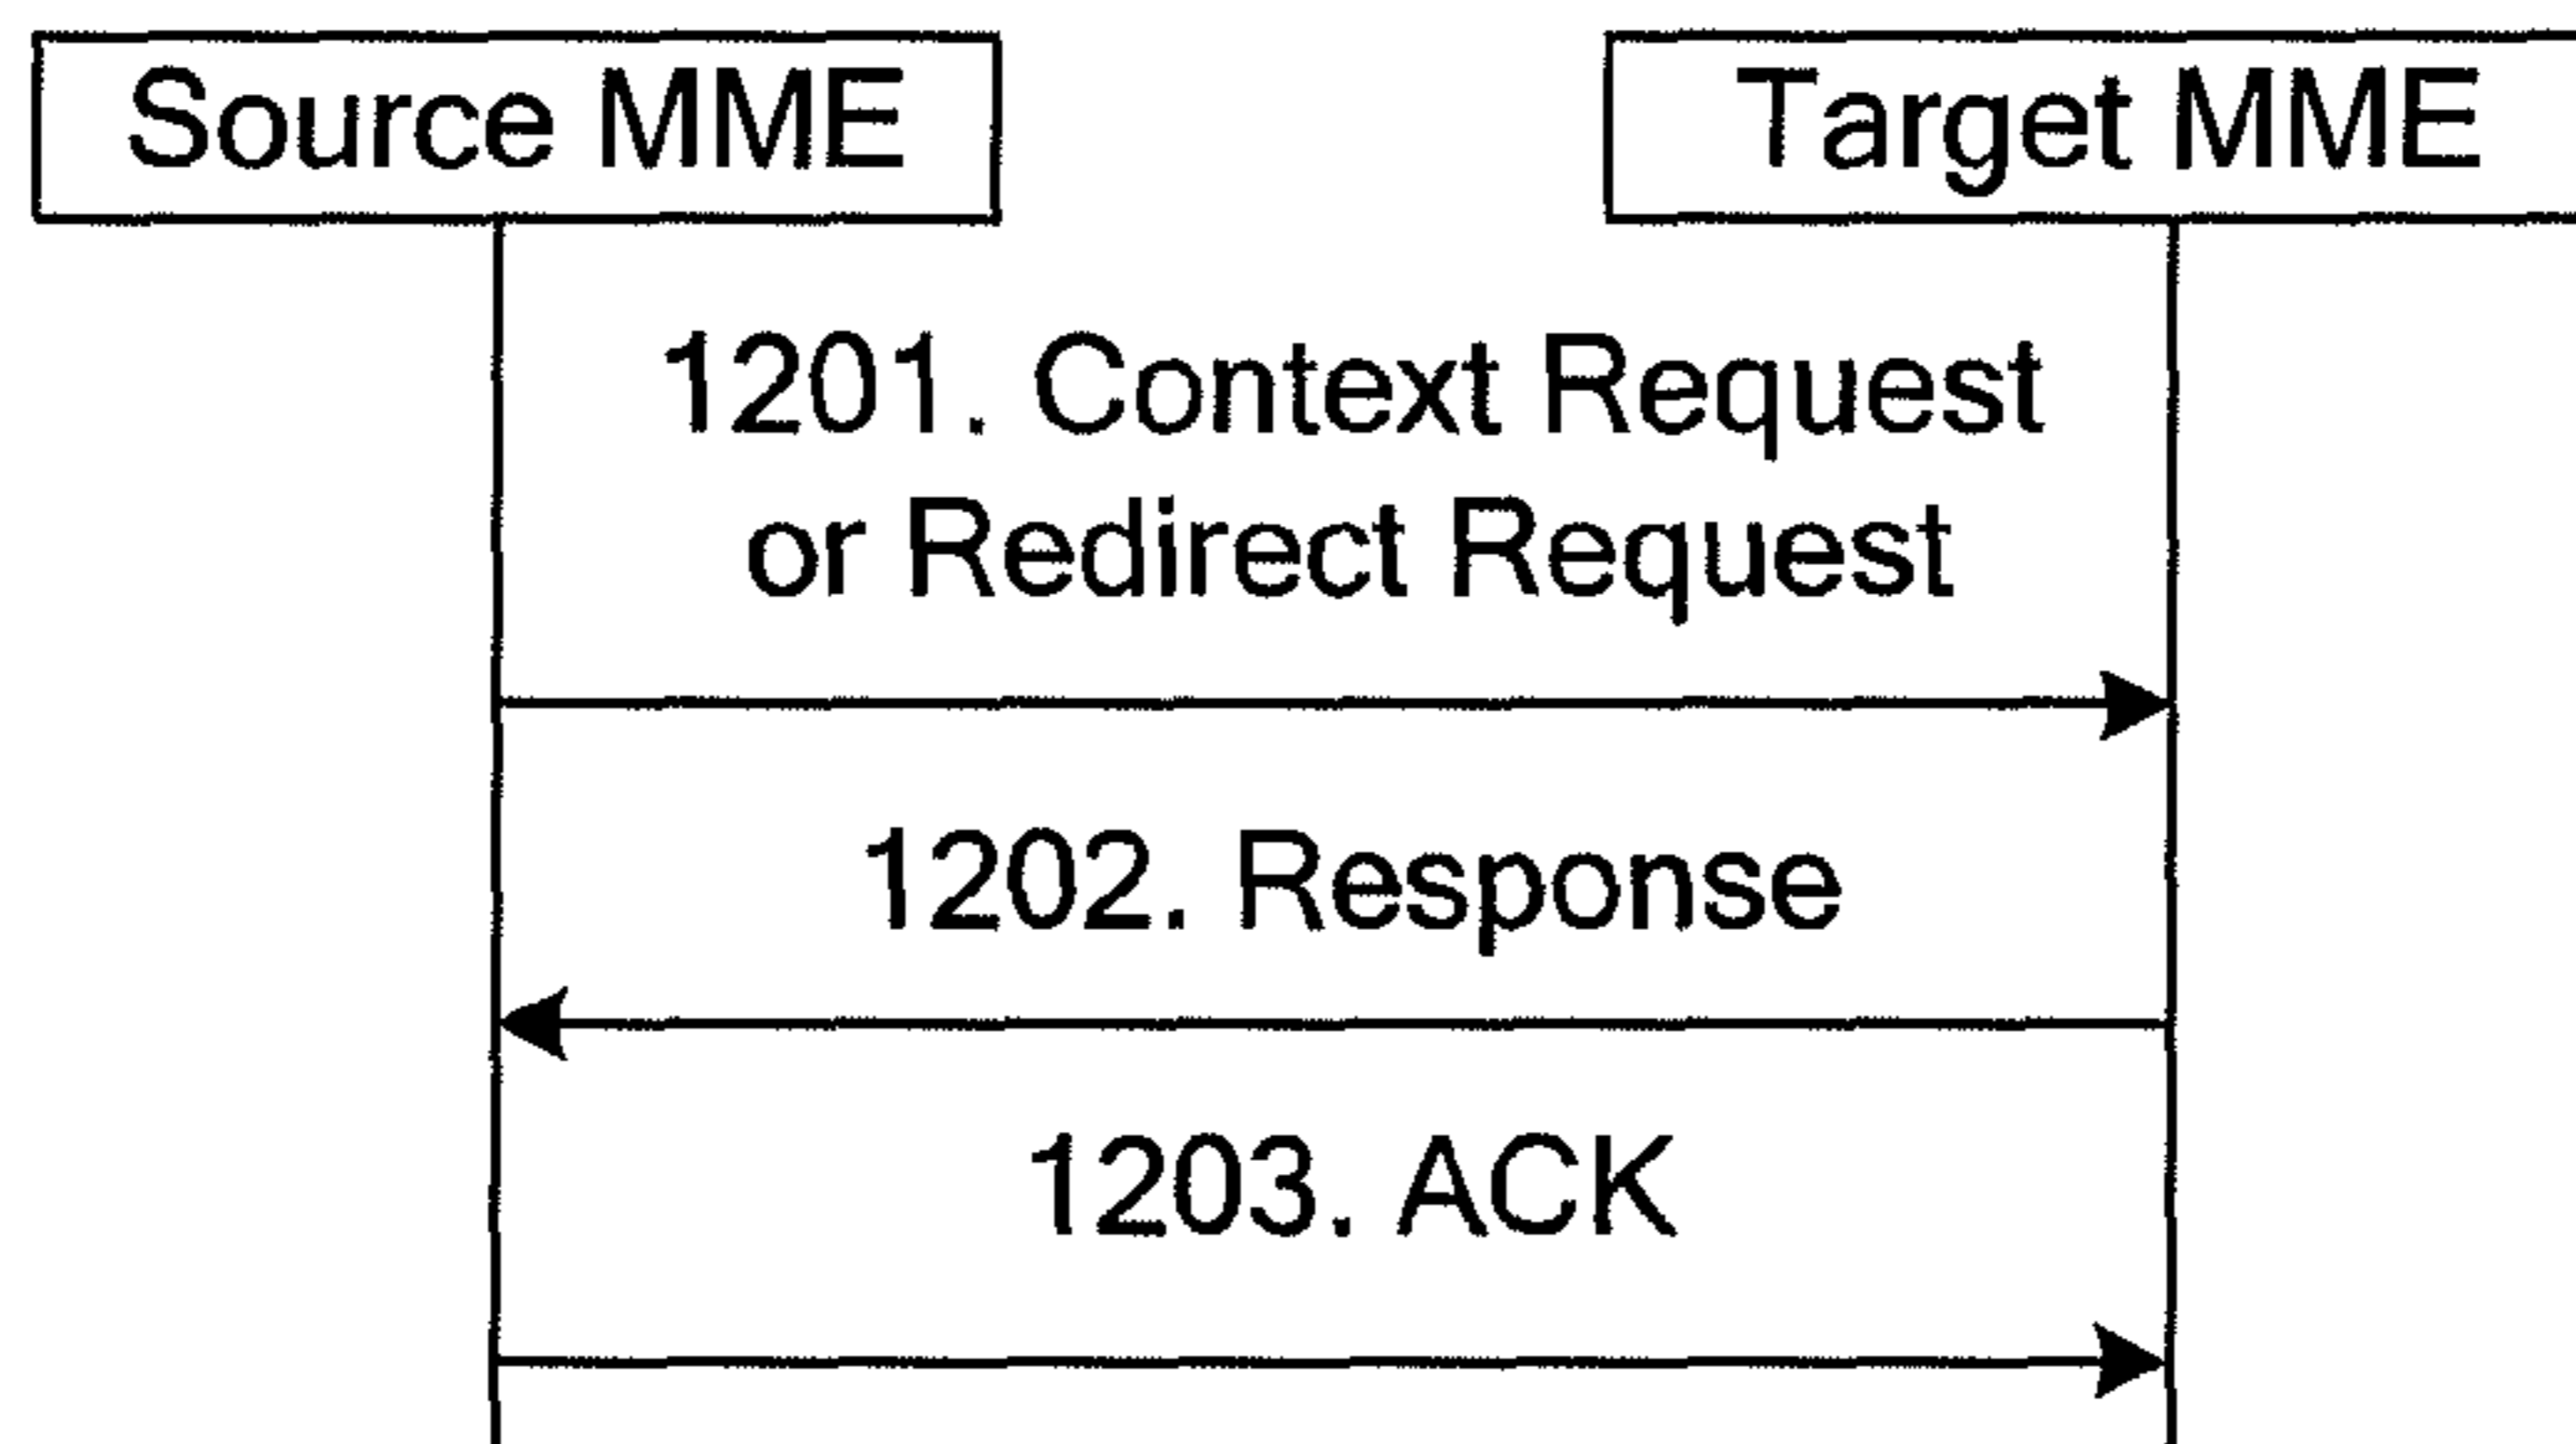 Source MME
Target MME
1201. Context Request
or Redirect Request
1202. Response
1203. ACK